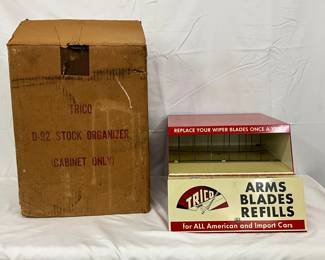 TRICO
D-92 STOCK ORGANIZER
(CABINET ONLY)
REPLACE YOUR WIPER BLADES ONCE A YEAR
TRICO
ARMS
BLADES
REFILLS
for ALL American and Import Cars